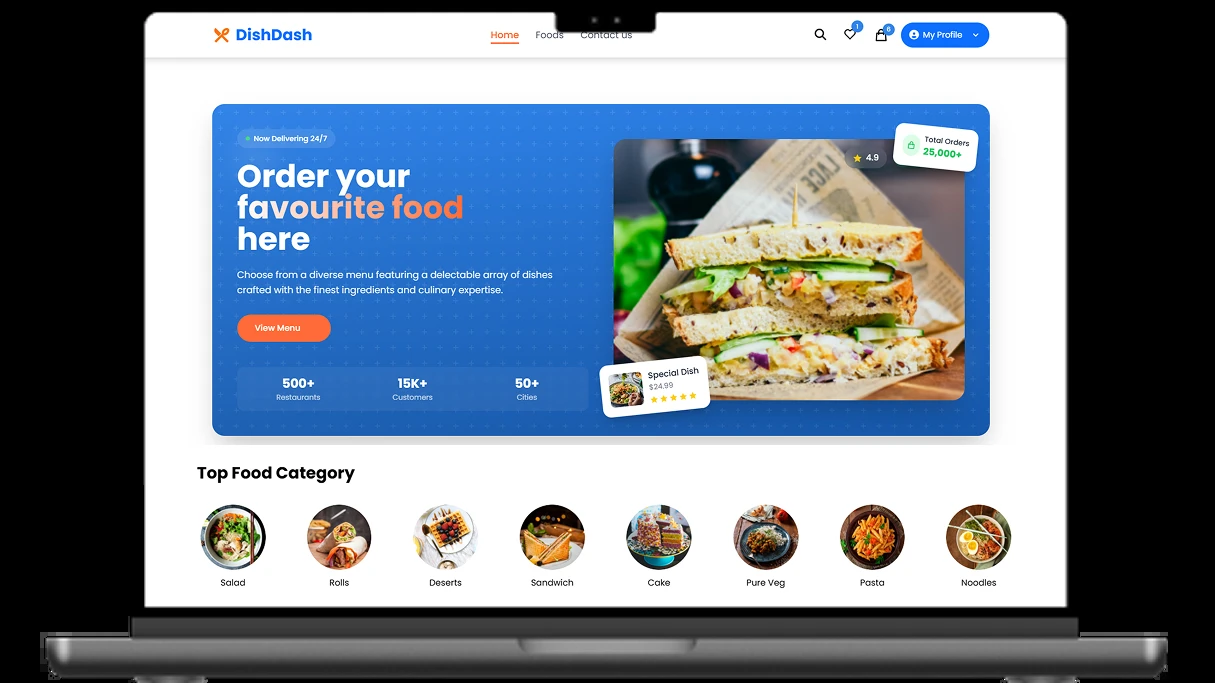 DishDash
Home
Foods
Contact us
1
6
My Profile
Now Delivering 24/7
Order your
favourite food
here
Choose from a diverse menu featuring a delectable array of dishes
crafted with the finest ingredients and culinary expertise.
View Menu
500+
Restaurants
15K+
Customers
50+
Cities
4.9
Total Orders
25,000+
Special Dish
$24.99
Top Food Category
Salad
Rolls
Deserts
Sandwich
Cake
Pure Veg
Pasta
Noodles